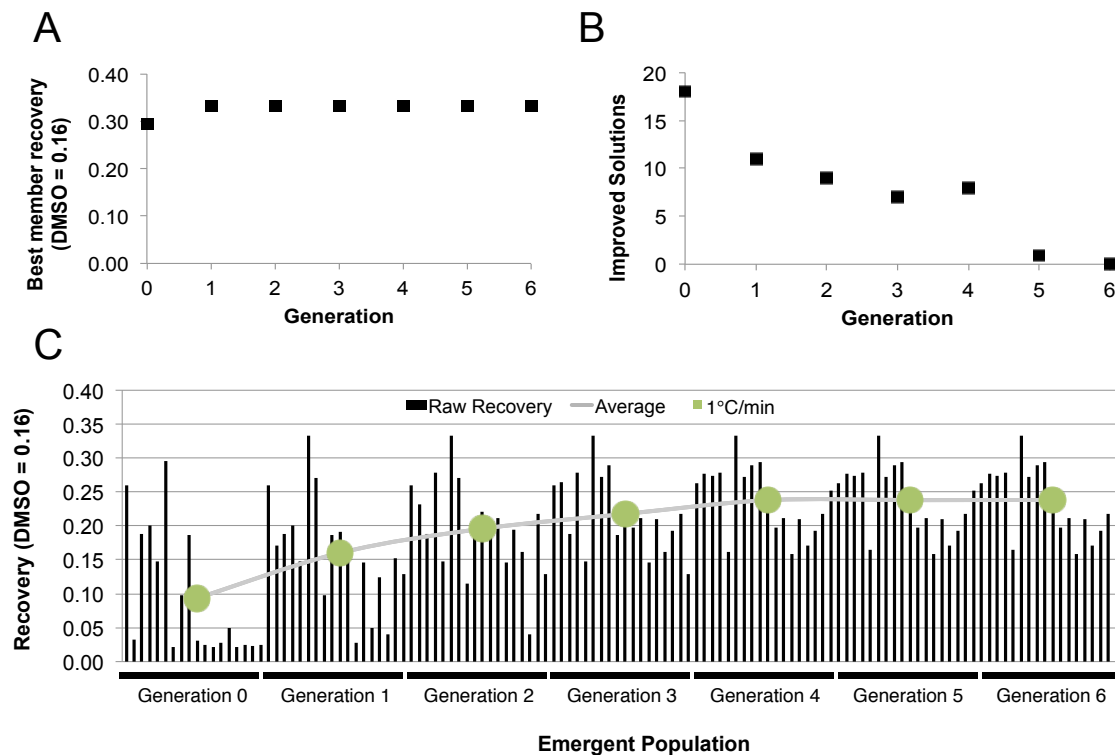 A
Best member recovery
(DMSO = 0.16)
0.40
0.30
0.20
0.10
0.00
0 1 2 3 4 5 6
Generation
B
Improved Solutions
20
15
10
5
0
0 1 2 3 4 5 6
Generation
C
Recovery (DMSO = 0.16)
0.40
0.35
0.30
0.25
0.20
0.15
0.10
0.05
0.00
Raw Recovery Average 1°C/min
Generation 0 Generation 1 Generation 2 Generation 3 Generation 4 Generation 5 Generation 6
Emergent Population